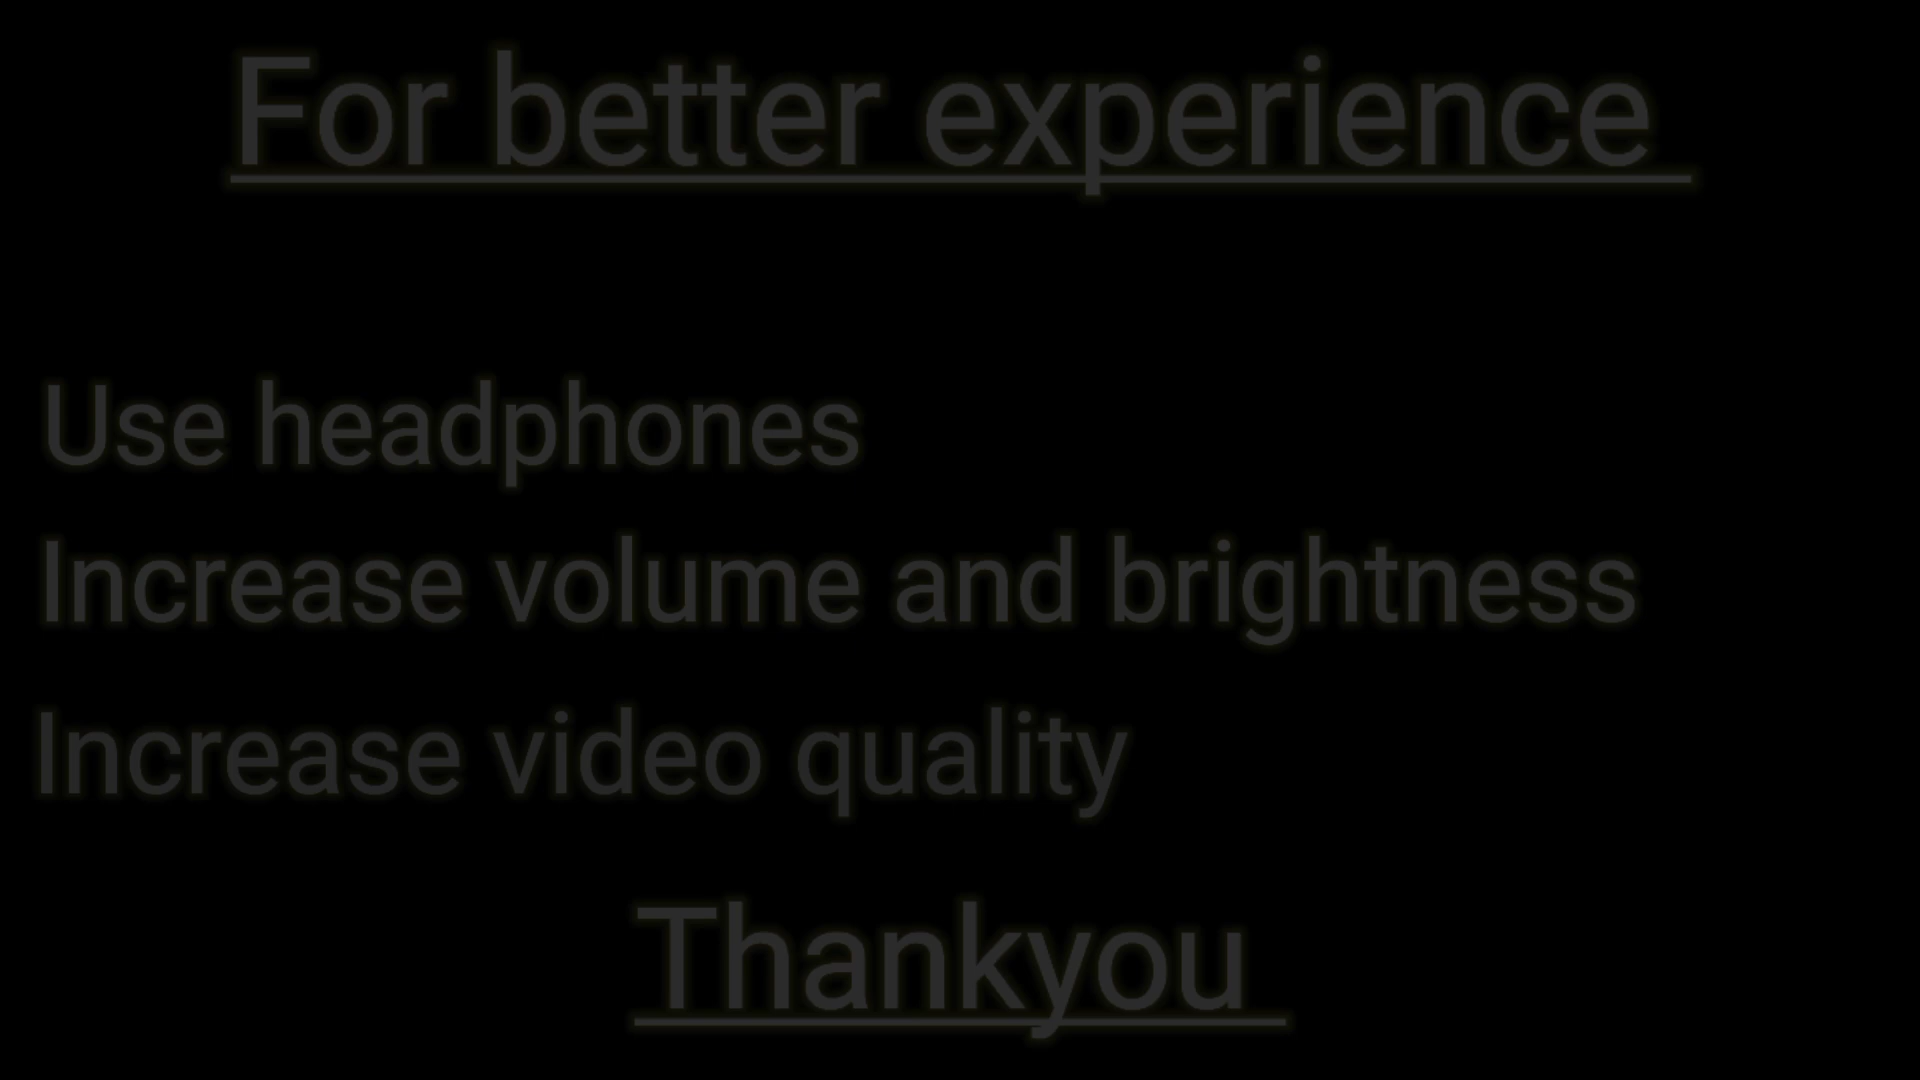 For better experience
Use headphones
Increase volume and brightness
Increase video quality
Thankyou